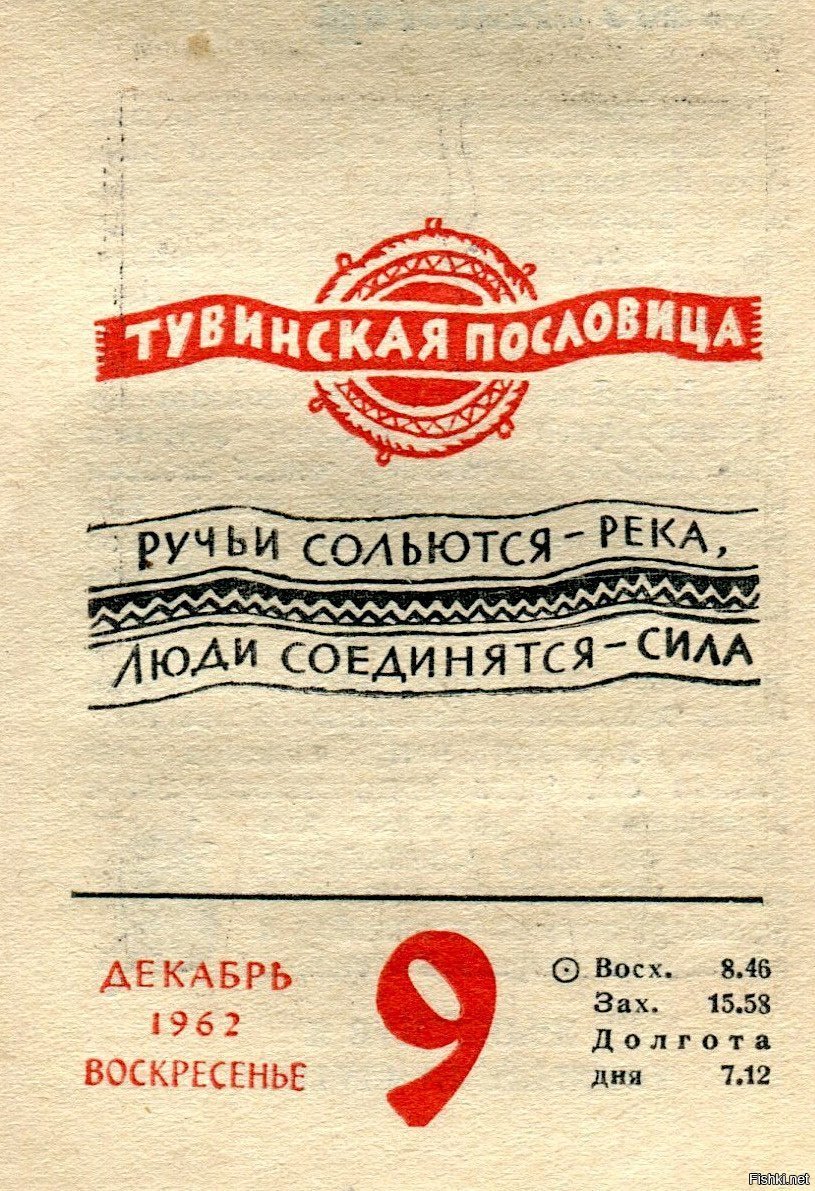 ТУВИНСКАЯ ПОСЛОВИЦА
РУЧЬИ СОЛЬЮТСЯ – РЕКА,
ЛЮДИ СОЕДИНЯТСЯ – СИЛА
ДЕКАБРЬ
1962
ВОСКРЕСЕНЬЕ
9
Восх. 8.46
Зах. 15.58
Долгота
дня 7.12
Fishki.net